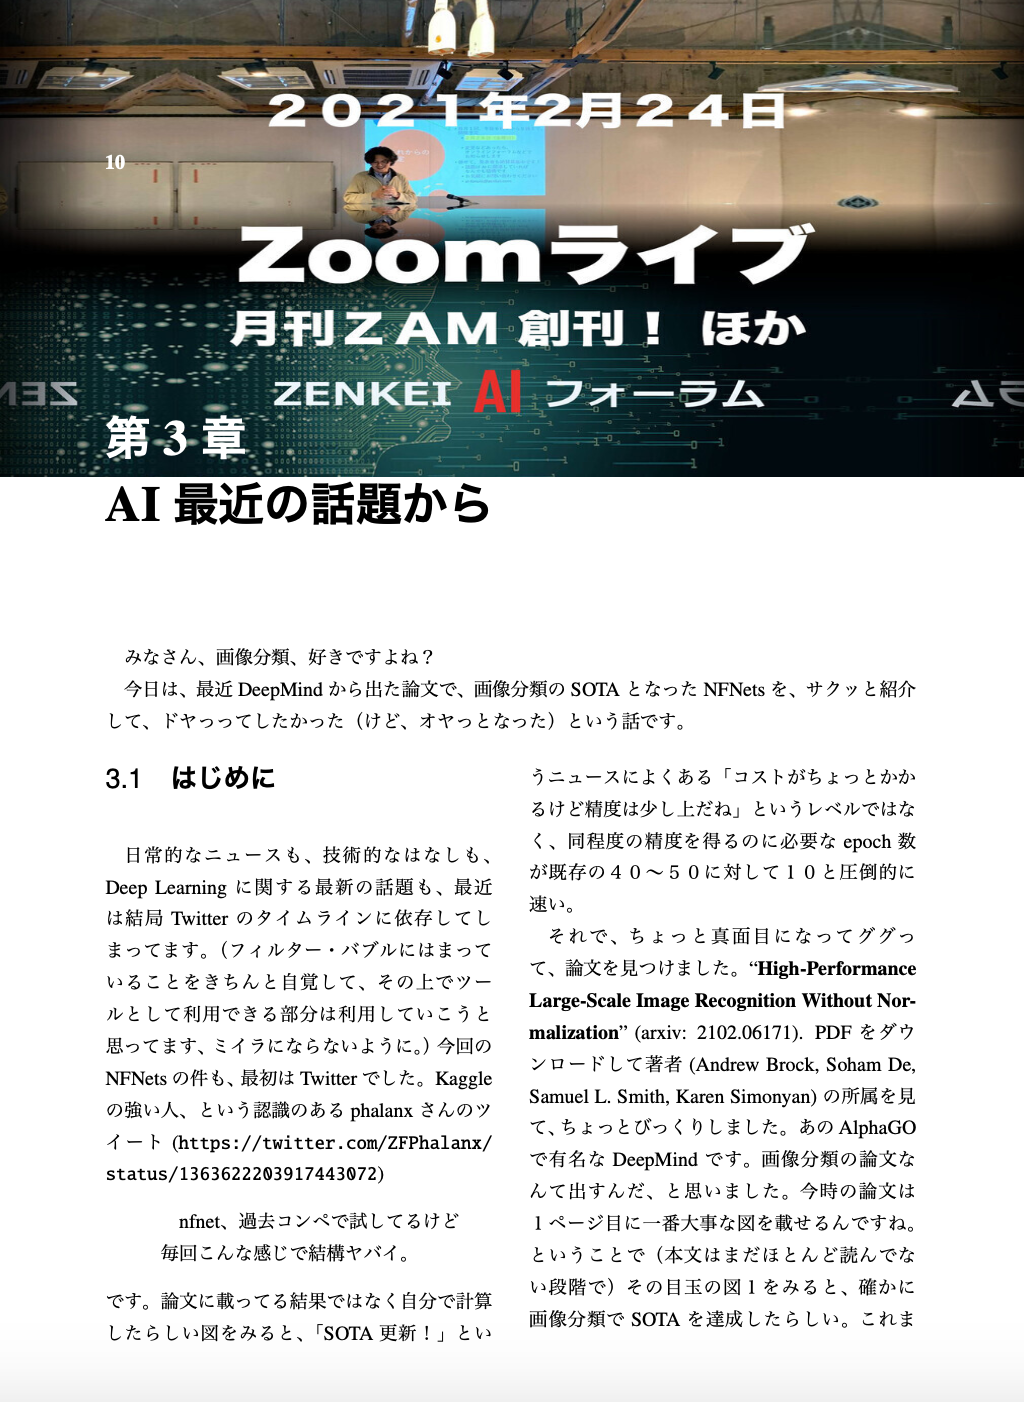 ２０２１年2月２４日
10
Zoomライブ
月刊ＺＡＭ 創刊！ ほか
ZENKEI AI フォーラム
第 3 章
AI 最近の話題から
みなさん、画像分類、好きですよね？
今日は、最近 DeepMind から出た論文で、画像分類の SOTA となった NFNets を、サクッと紹介
して、ドヤっってしたかった（けど、オヤっとなった）という話です。
3.1 はじめに
日常的なニュースも、技術的なはなしも、
Deep Learning に関する最新の話題も、最近
は結局 Twitter のタイムラインに依存してし
まってます。（フィルター・バブルにはまって
いることをきちんと自覚して、その上でツー
ルとして利用できる部分は利用していこうと
思ってます、ミイラにならないように。）今回の
NFNets の件も、最初は Twitter でした。Kaggle
の強い人、という認識のある phalanx さんのツ
イート (https://twitter.com/ZFPhalanx/
status/1363622203917443072)
nfnet、過去コンペで試してるけど
毎回こんな感じで結構ヤバイ。
です。論文に載ってる結果ではなく自分で計算
したらしい図をみると、「SOTA 更新！」とい
うニュースによくある「コストがちょっとかか
るけど精度は少し上だね」というレベルではな
く、同程度の精度を得るのに必要な epoch 数
が既存の４０〜５０に対して１０と圧倒的に
速い。
それで、ちょっと真面目になってググっ
て、論文を見つけました。“High-Performance
Large-Scale Image Recognition Without Nor-
malization” (arxiv: 2102.06171). PDF をダウ
ンロードして著者 (Andrew Brock, Soham De,
Samuel L. Smith, Karen Simonyan) の所属を見
て、ちょっとびっくりしました。あの AlphaGO
で有名な DeepMind です。画像分類の論文な
んて出すんだ、と思いました。今時の論文は
１ページ目に一番大事な図を載せるんですね。
ということで（本文はまだほとんど読んでな
い段階で）その目玉の図１をみると、確かに
画像分類で SOTA を達成したらしい。これま